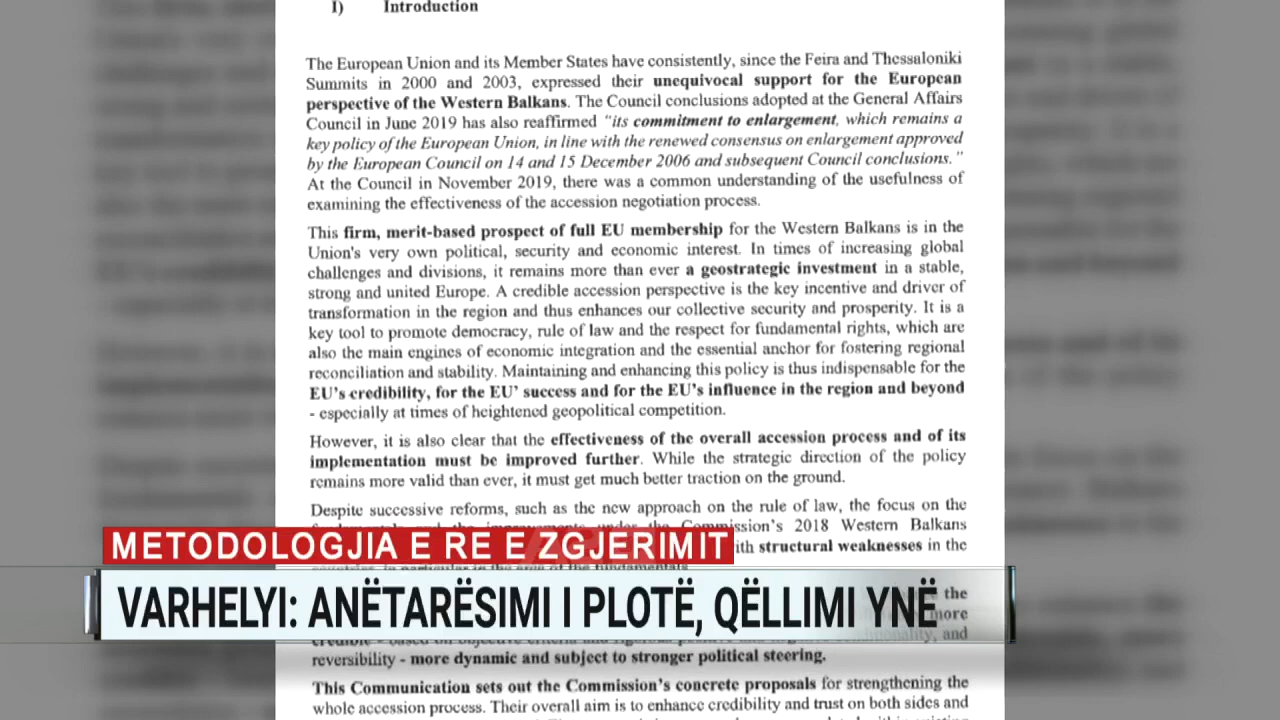 I) Introduction
The European Union and its Member States have consistently, since the Feira and Thessaloniki
Summits in 2000 and 2003, expressed their unequivocal support for the European
perspective of the Western Balkans. The Council conclusions adopted at the General Affairs
Council in June 2019 has also reaffirmed "its commitment to enlargement, which remains a
key policy of the European Union, in line with the renewed consensus on enlargement approved
by the European Council on 14 and 15 December 2006 and subsequent Council conclusions."
At the Council in November 2019, there was a common understanding of the usefulness of
examining the effectiveness of the accession negotiation process.
This firm, merit-based prospect of full EU membership for the Western Balkans is in the
Union's very own political, security and economic interest. In times of increasing global
challenges and divisions, it remains more than ever a geostrategic investment in a stable,
strong and united Europe. A credible accession perspective is the key incentive and driver of
transformation in the region and thus enhances our collective security and prosperity. It is a
key tool to promote democracy, rule of law and the respect for fundamental rights, which are
also the main engines of economic integration and the essential anchor for fostering regional
reconciliation and stability. Maintaining and enhancing this policy is thus indispensable for the
EU's credibility, for the EU' success and for the EU's influence in the region and beyond
- especially at times of heightened geopolitical competition.
However, it is also clear that the effectiveness of the overall accession process and of its
implementation must be improved further. While the strategic direction of the policy
remains more valid than ever, it must get much better traction on the ground.
Despite successive reforms, such as the new approach on the rule of law, the focus on the
the Commission's 2018 Western Balkans
METODOLOGJIA E RE E ZGJERIMIT
with structural weaknesses in the
the
VARHELYI: ANËTARËSIMI I PLOTË, QËLLIMI YNË
more
and
reversibility - more dynamic and subject to stronger political steering.
This Communication sets out the Commission's concrete proposals for strengthening the
whole accession process. Their overall aim is to enhance credibility and trust on both sides and